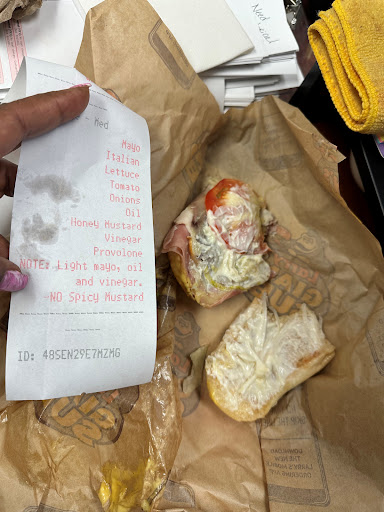 Need
- Med
Mayo
Italian
Lettuce
Tomato
Onions
Oil
Honey Mustard
Vinegar
Provolone
NOTE: Light mayo, oil
and vinegar.
NO Spicy Mustard
ID: 48SEN29E7MZMG